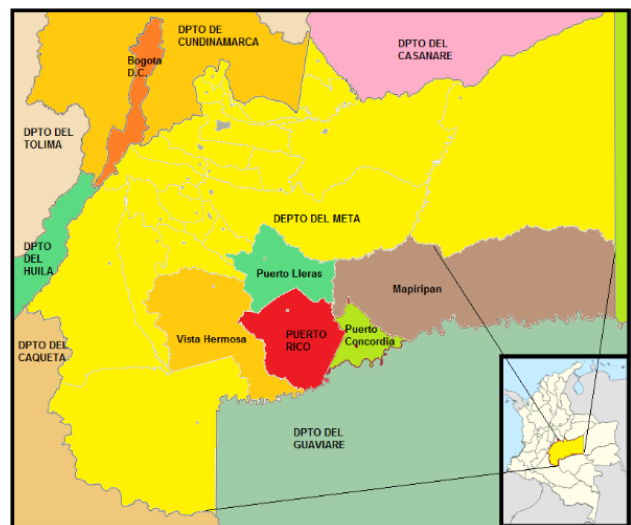 DPTO DE
CUNDINAMARCA
DPTO DEL
CASANARE
Bogota
D.C.
DPTO DEL
TOLIMA
DEPTO DEL META
DPTO
DEL
HUILA
Puerto Lleras
Mapiripan
Vista Hermosa
PUERTO
RICO
Puerto
Concordia
DPTO DEL
CAQUETA
DPTO DEL
GUAVIARE